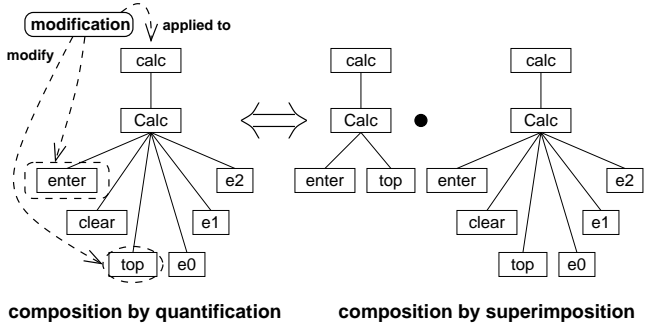 modification
applied to
modify
calc
Calc
enter
clear
top
e0
e1
e2
calc
Calc
enter
top
calc
Calc
enter
clear
top
e0
e1
e2
composition by quantification
composition by superimposition